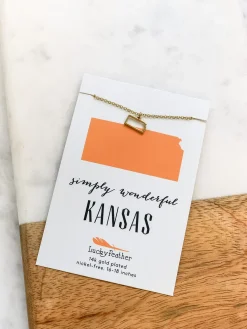 simply wonderful
KANSAS
Lucky Feather
14k gold plated
nickel-free, 16-18 inches